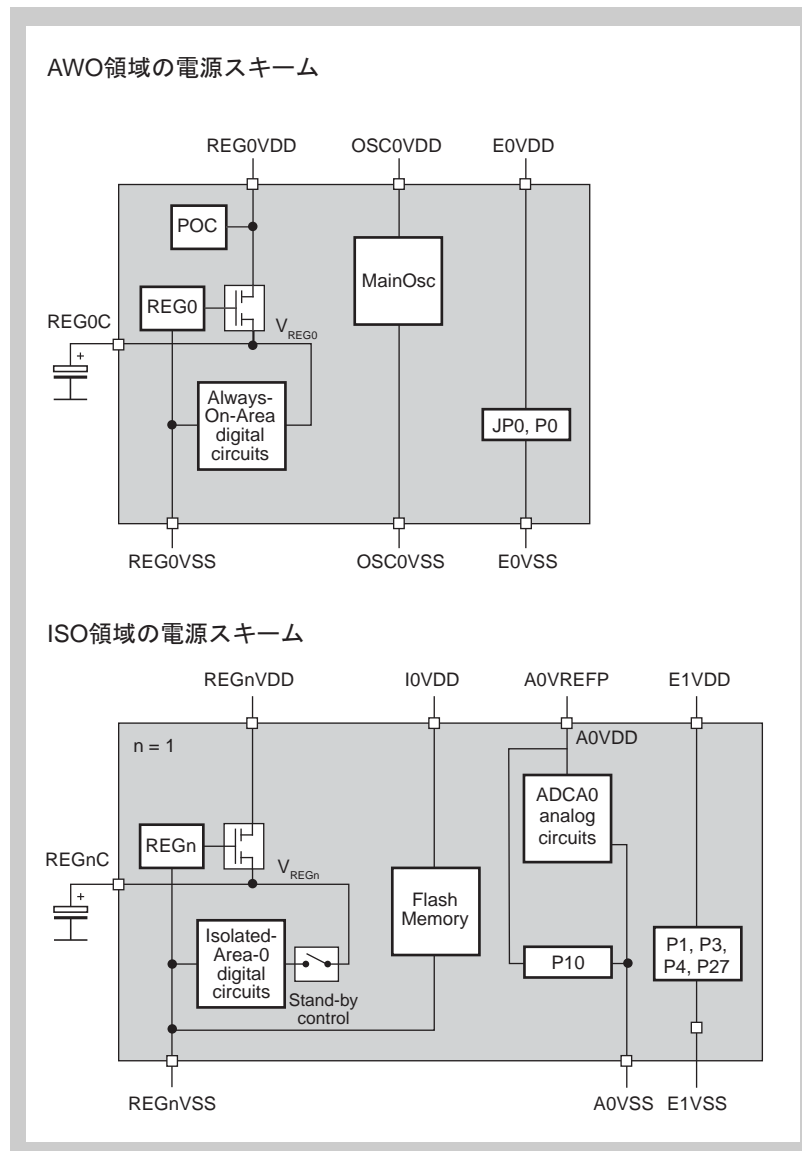 AWO領域の電源スキーム
REG0VDD OSC0VDD E0VDD
POC
MainOsc
REG0
REG0C
VREG0
+
Always-
On-Area
digital
circuits
JP0, P0
REG0VSS OSC0VSS E0VSS
ISO領域の電源スキーム
REGnVDD I0VDD A0VREFP E1VDD
n = 1
A0VDD
ADCA0
analog
circuits
REGn
REGnC
VREGn
+
Flash
Memory
Isolated-
Area-0
digital
circuits
Stand-by
control
P10
P1, P3,
P4, P27
REGnVSS A0VSS E1VSS